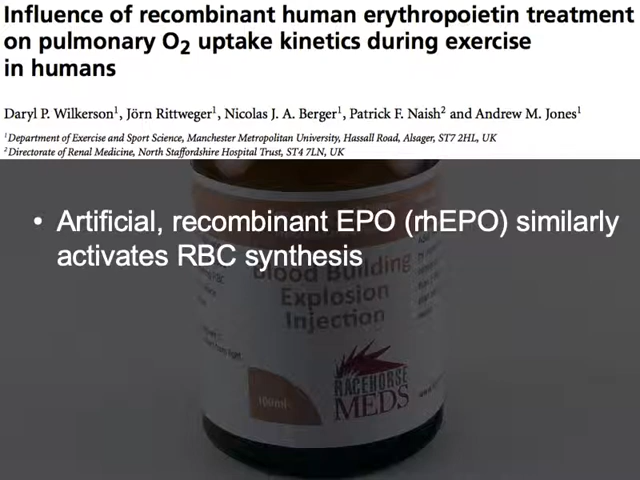 Influence of recombinant human erythropoietin treatment
on pulmonary O2 uptake kinetics during exercise
in humans
Daryl P. Wilkerson1, Jörn Rittweger1, Nicolas J. A. Berger1, Patrick F. Naish2 and Andrew M. Jones1
1Department of Exercise and Sport Science, Manchester Metropolitan University, Hassall Road, Alsager, ST7 2HL, UK
2Directorate of Renal Medicine, North Staffordshire Hospital Trust, ST4 7LN, UK
• Artificial, recombinant EPO (rhEPO) similarly
activates RBC synthesis
Blood Building
Explosion
Injection
100ml
RACEHORSE
MEDS